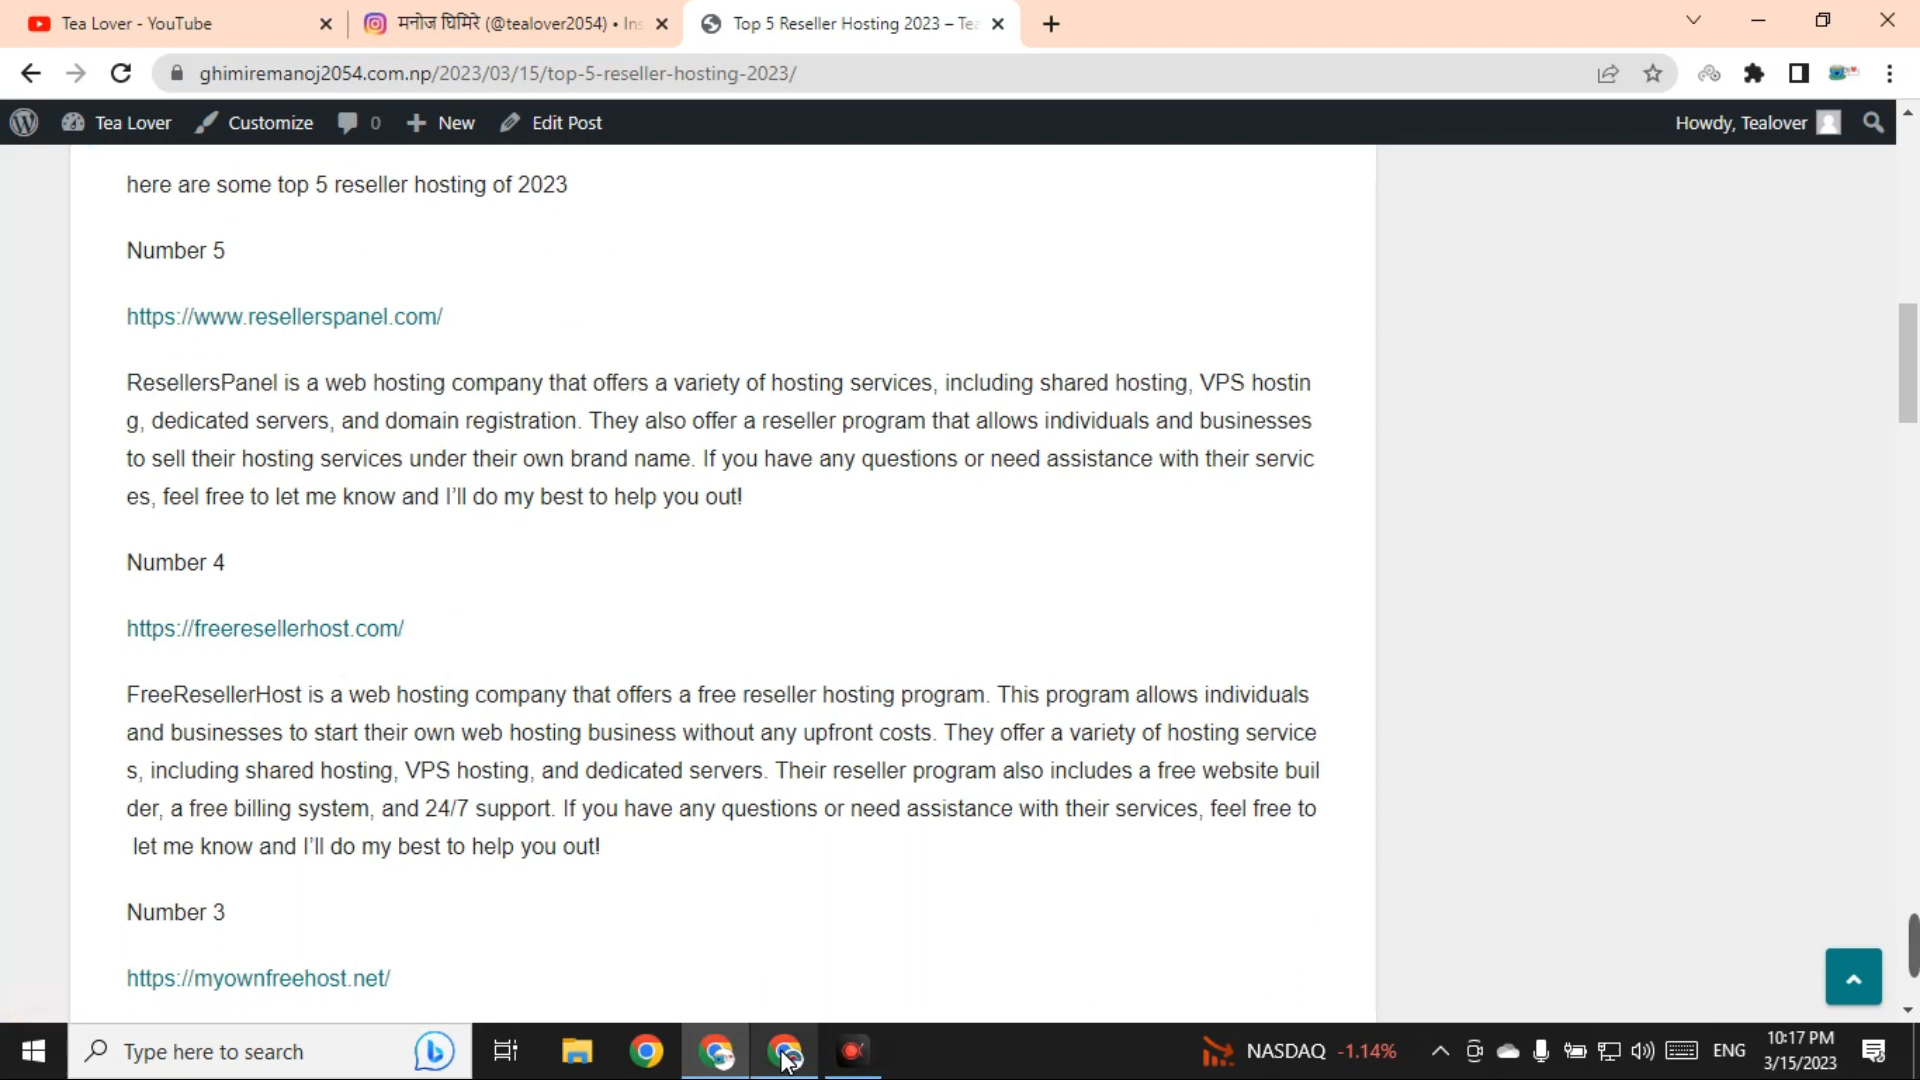 Tea Lover - YouTube
मनोज घिमिरे (@tealover2054) • Ins
Top 5 Reseller Hosting 2023 – Tea
ghimiremanoj2054.com.np/2023/03/15/top-5-reseller-hosting-2023/
Tea Lover Customize 0 New Edit Post Howdy, Tealover
here are some top 5 reseller hosting of 2023
Number 5
https://www.resellerspanel.com/
ResellersPanel is a web hosting company that offers a variety of hosting services, including shared hosting, VPS hostin
g, dedicated servers, and domain registration. They also offer a reseller program that allows individuals and businesses
to sell their hosting services under their own brand name. If you have any questions or need assistance with their servic
es, feel free to let me know and I’ll do my best to help you out!
Number 4
https://freeresellerhost.com/
FreeResellerHost is a web hosting company that offers a free reseller hosting program. This program allows individuals
and businesses to start their own web hosting business without any upfront costs. They offer a variety of hosting service
s, including shared hosting, VPS hosting, and dedicated servers. Their reseller program also includes a free website buil
der, a free billing system, and 24/7 support. If you have any questions or need assistance with their services, feel free to
let me know and I’ll do my best to help you out!
Number 3
https://myownfreehost.net/
Type here to search
NASDAQ -1.14%
ENG
10:17 PM
3/15/2023